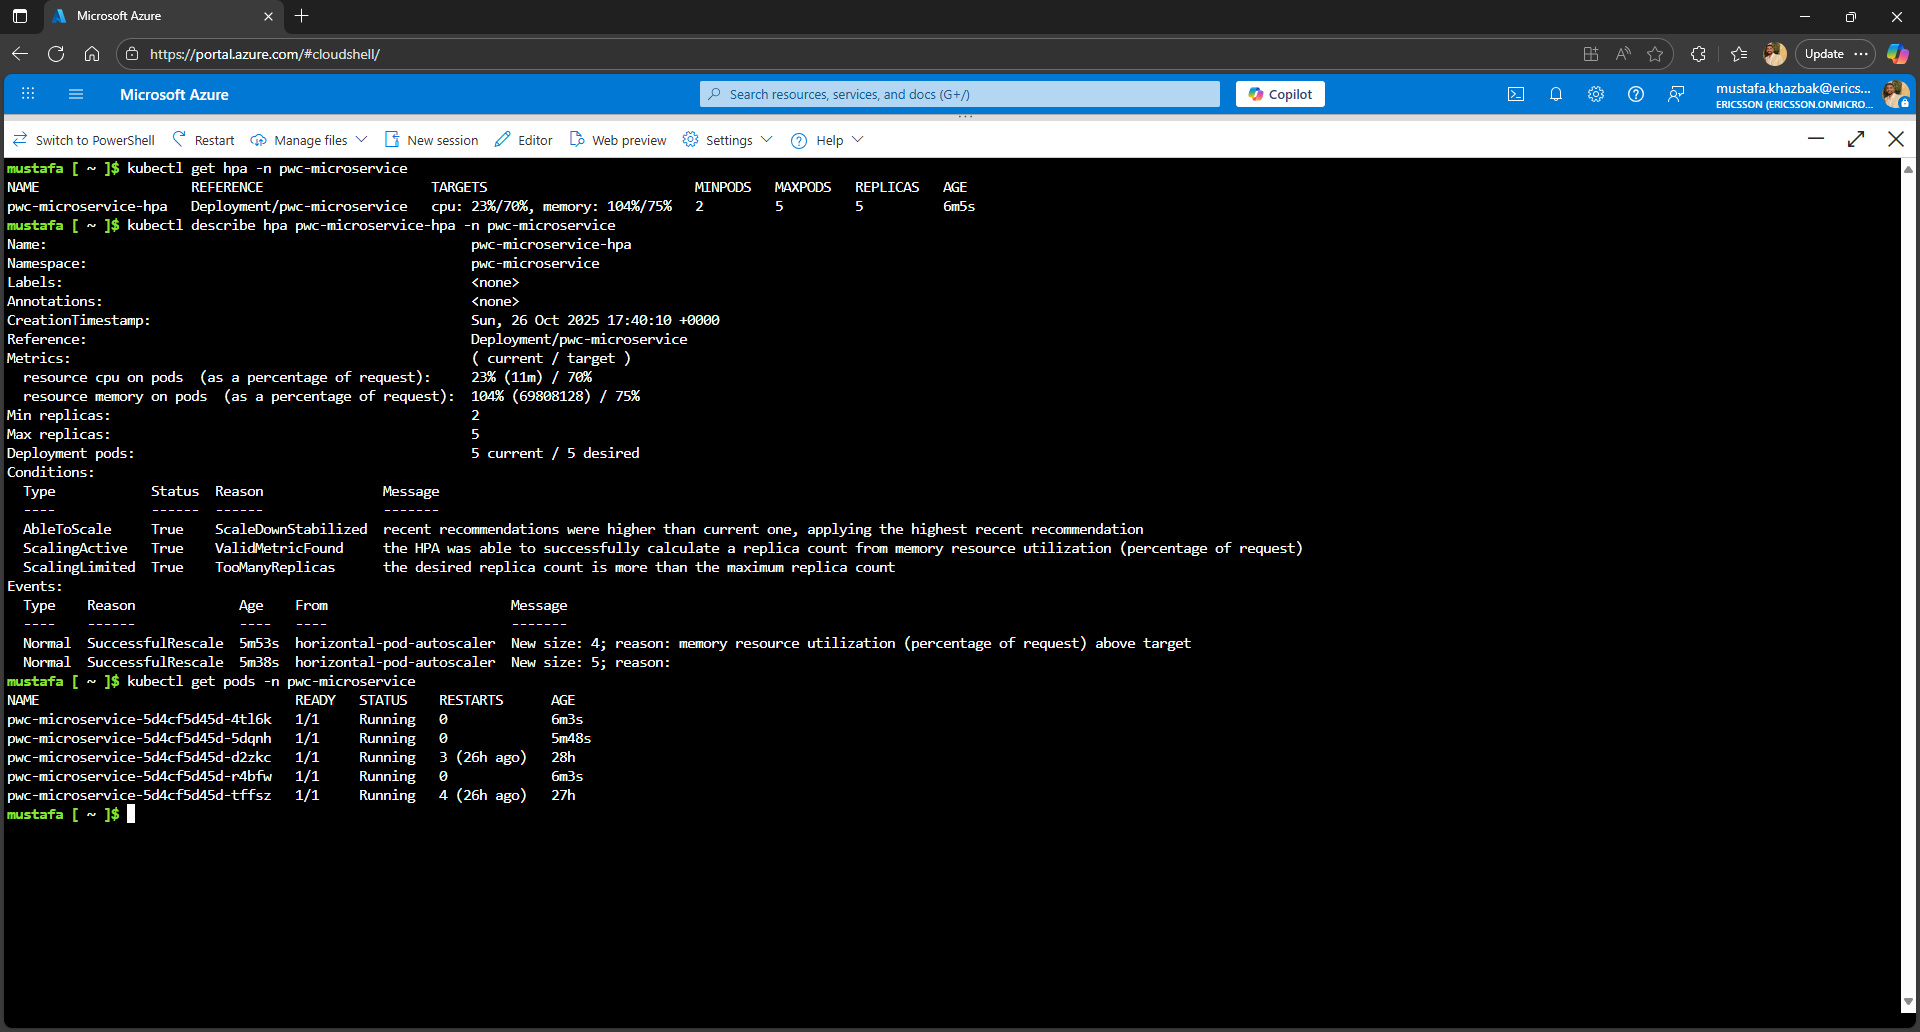 Microsoft Azure
https://portal.azure.com/#cloudshell/
Update
Microsoft Azure
Search resources, services, and docs (G+/)
Copilot
mustafa.khazbak@erics...
ERICSSON (ERICSSON.ONMICRO...
Switch to PowerShell Restart Manage files New session Editor Web preview Settings Help
mustafa [ ~ ]$ kubectl get hpa -n pwc-microservice
NAME REFERENCE TARGETS MINPODS MAXPODS REPLICAS AGE
pwc-microservice-hpa Deployment/pwc-microservice cpu: 23%/70%, memory: 104%/75% 2 5 5 6m5s
mustafa [ ~ ]$ kubectl describe hpa pwc-microservice-hpa -n pwc-microservice
Name: pwc-microservice-hpa
Namespace: pwc-microservice
Labels: <none>
Annotations: <none>
CreationTimestamp: Sun, 26 Oct 2025 17:40:10 +0000
Reference: Deployment/pwc-microservice
Metrics: ( current / target )
resource cpu on pods (as a percentage of request): 23% (11m) / 70%
resource memory on pods (as a percentage of request): 104% (69808128) / 75%
Min replicas: 2
Max replicas: 5
Deployment pods: 5 current / 5 desired
Conditions:
Type Status Reason Message
---- ------ ------ -------
AbleToScale True ScaleDownStabilized recent recommendations were higher than current one, applying the highest recent recommendation
ScalingActive True ValidMetricFound the HPA was able to successfully calculate a replica count from memory resource utilization (percentage of request)
ScalingLimited True TooManyReplicas the desired replica count is more than the maximum replica count
Events:
Type Reason Age From Message
---- ------ ---- ---- -------
Normal SuccessfulRescale 5m53s horizontal-pod-autoscaler New size: 4; reason: memory resource utilization (percentage of request) above target
Normal SuccessfulRescale 5m38s horizontal-pod-autoscaler New size: 5; reason:
mustafa [ ~ ]$ kubectl get pods -n pwc-microservice
NAME READY STATUS RESTARTS AGE
pwc-microservice-5d4cf5d45d-4tl6k 1/1 Running 0 6m3s
pwc-microservice-5d4cf5d45d-5dqnh 1/1 Running 0 5m48s
pwc-microservice-5d4cf5d45d-d2zkc 1/1 Running 3 (26h ago) 28h
pwc-microservice-5d4cf5d45d-r4bfw 1/1 Running 0 6m3s
pwc-microservice-5d4cf5d45d-tffsz 1/1 Running 4 (26h ago) 27h
mustafa [ ~ ]$